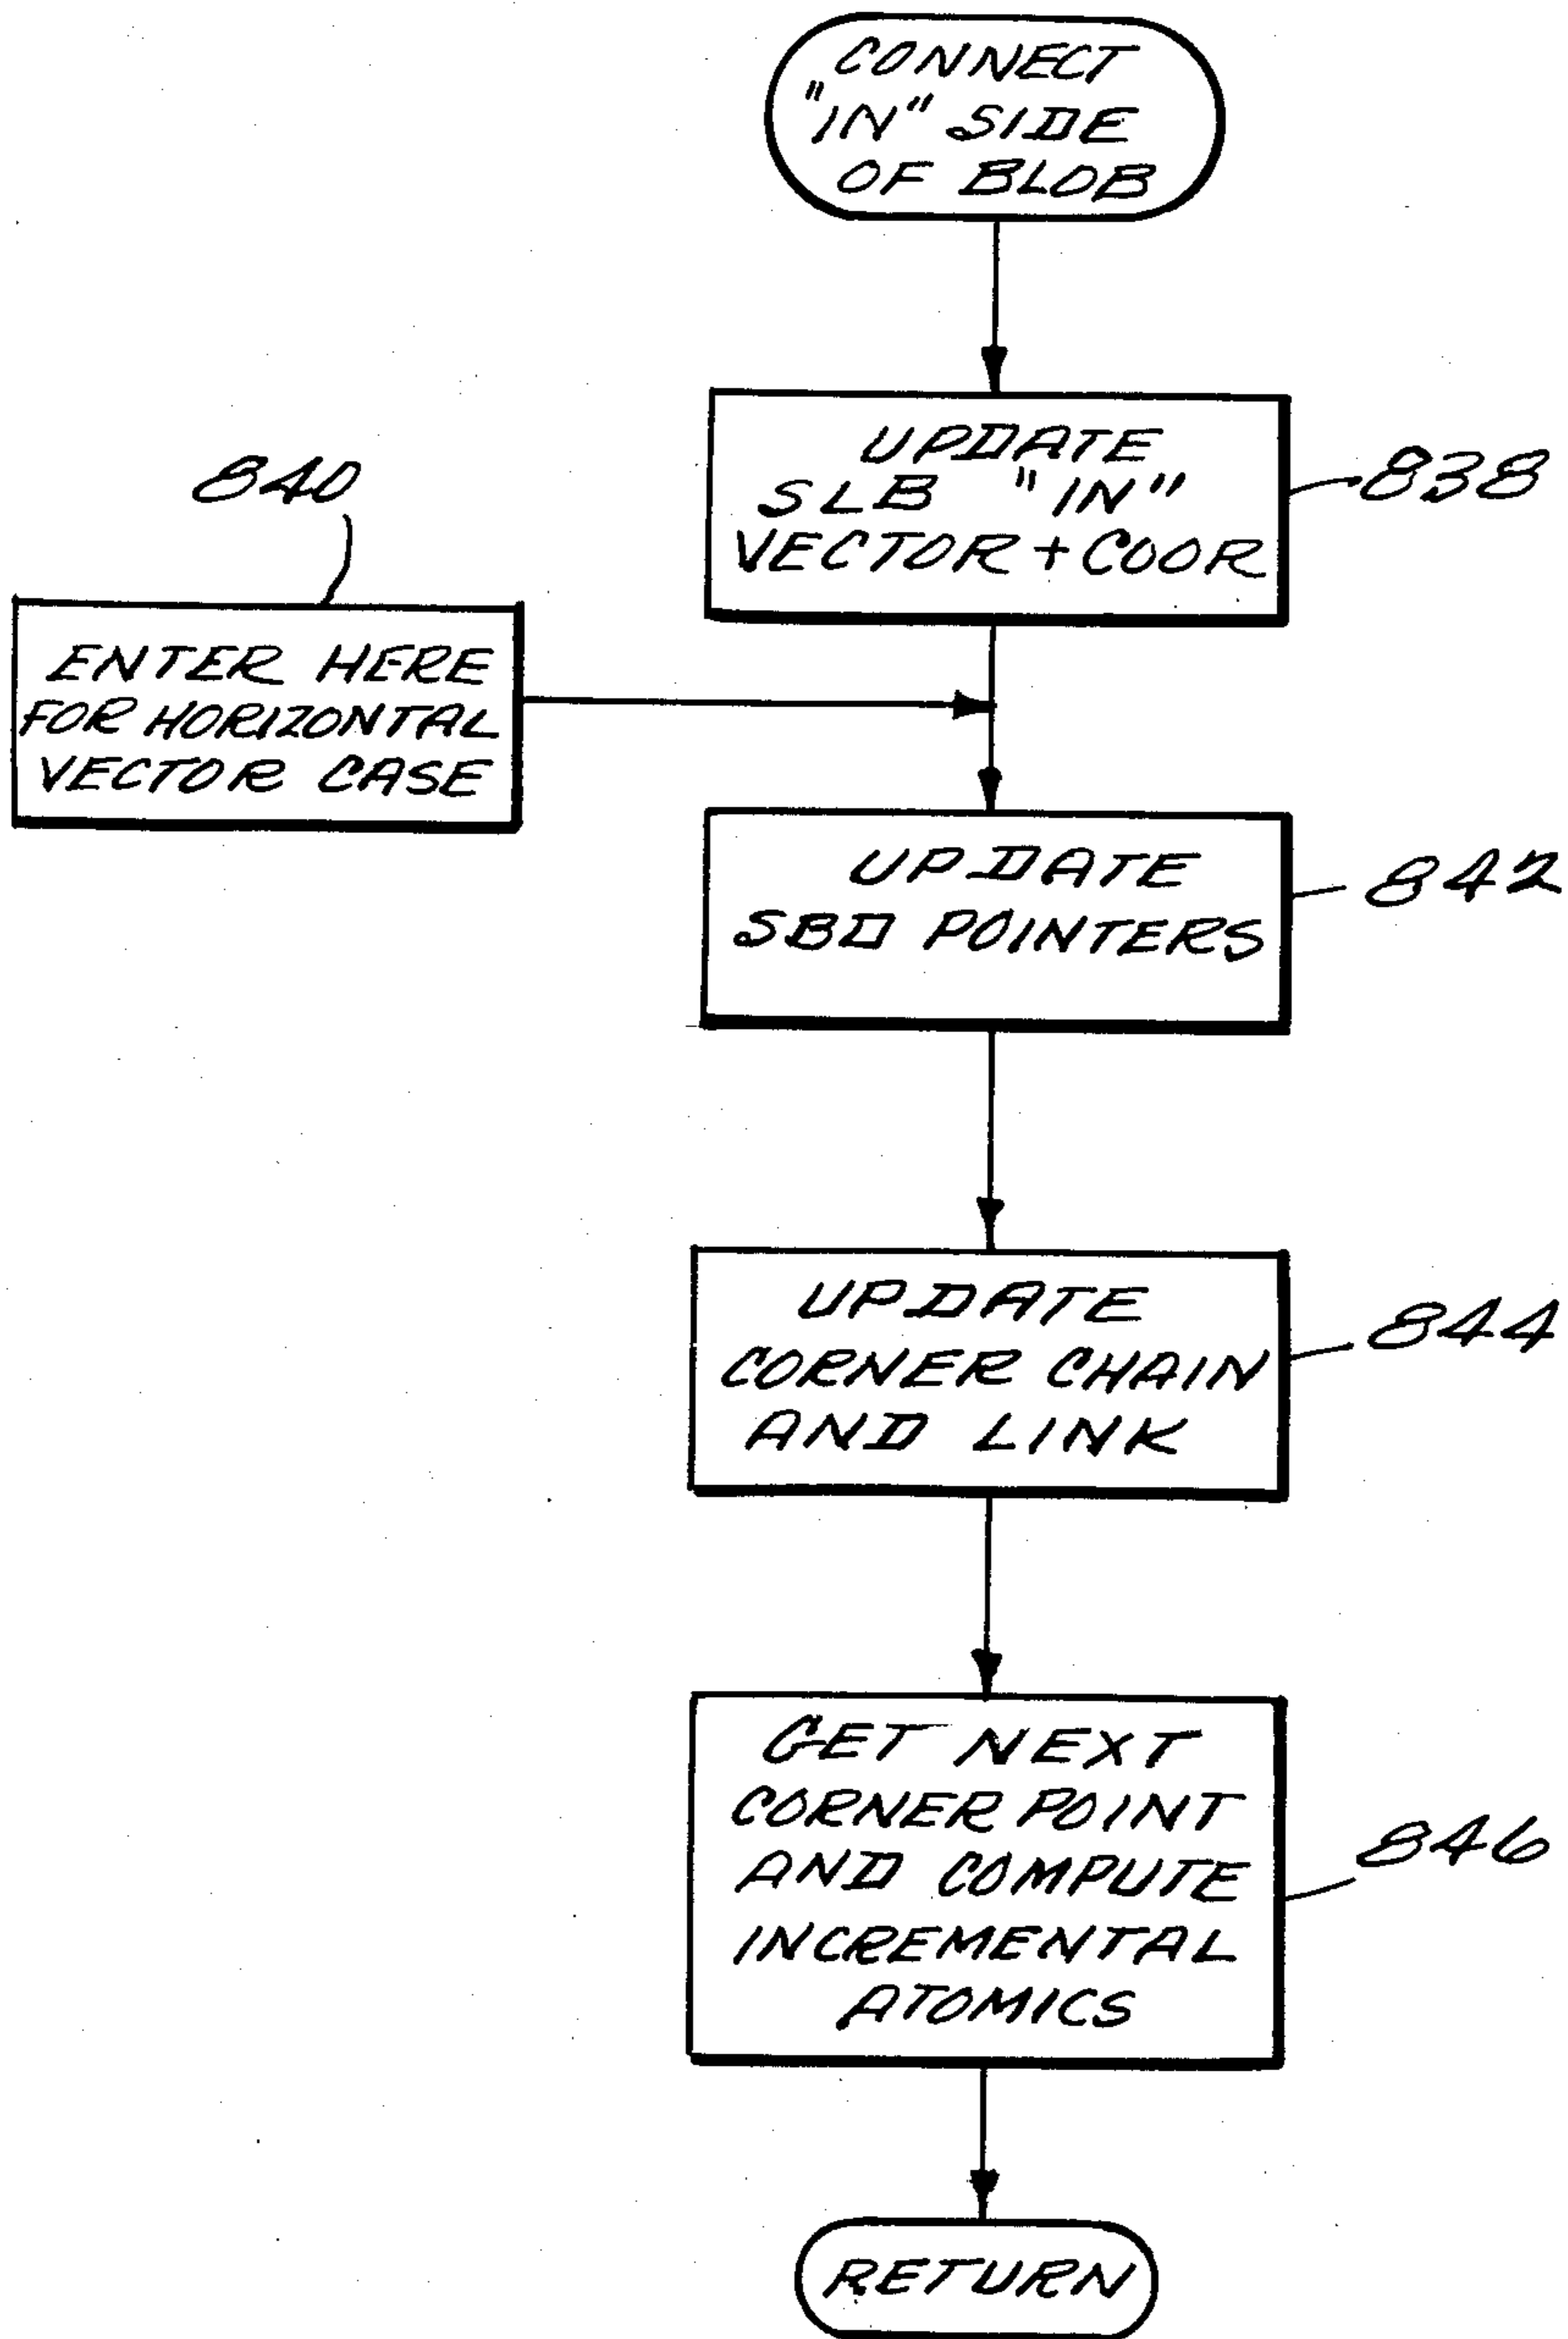 CONNECT
"IN" SIDE
OF BLOB
UPDATE
SLB "IN"
VECTOR + COOR
838
840
ENTER HERE
FOR HORIZONTAL
VECTOR CASE
UPDATE
SBD POINTERS
842
UPDATE
CORNER CHAIN
AND LINK
844
GET NEXT
CORNER POINT
AND COMPUTE
INCREMENTAL
ATOMICS
846
RETURN